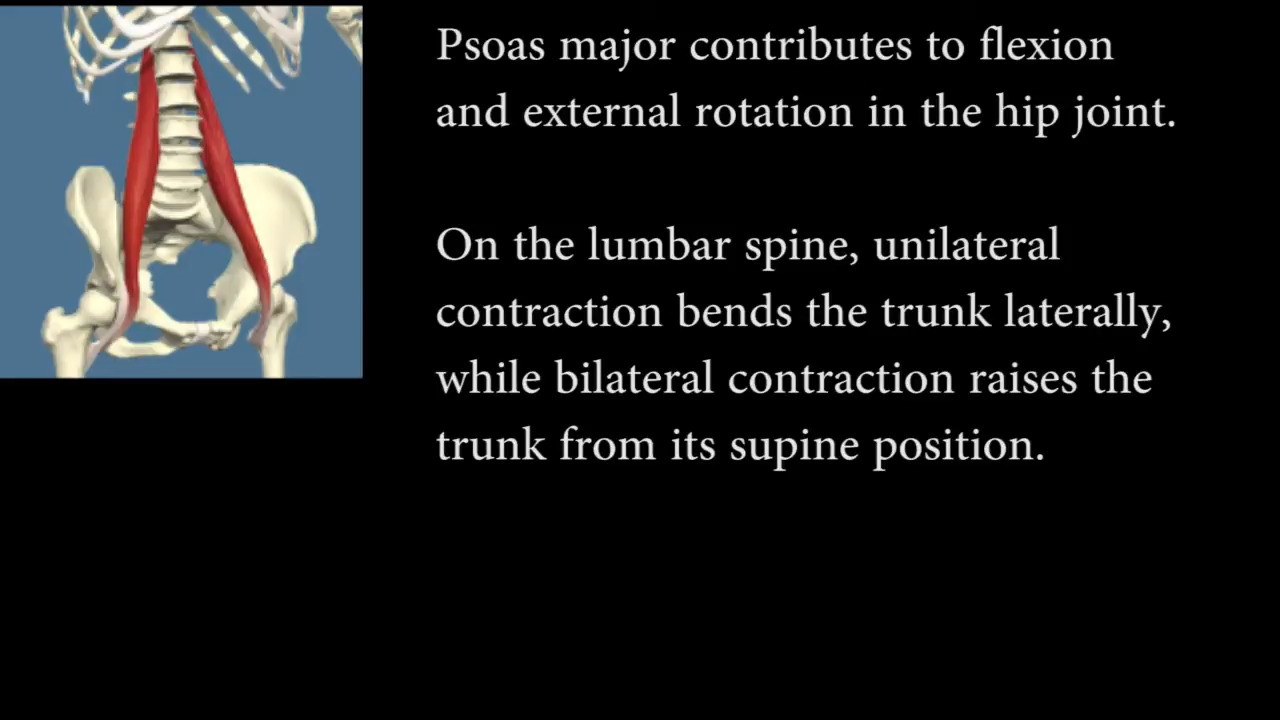 Psoas major contributes to flexion
and external rotation in the hip joint.
On the lumbar spine, unilateral
contraction bends the trunk laterally,
while bilateral contraction raises the
trunk from its supine position.